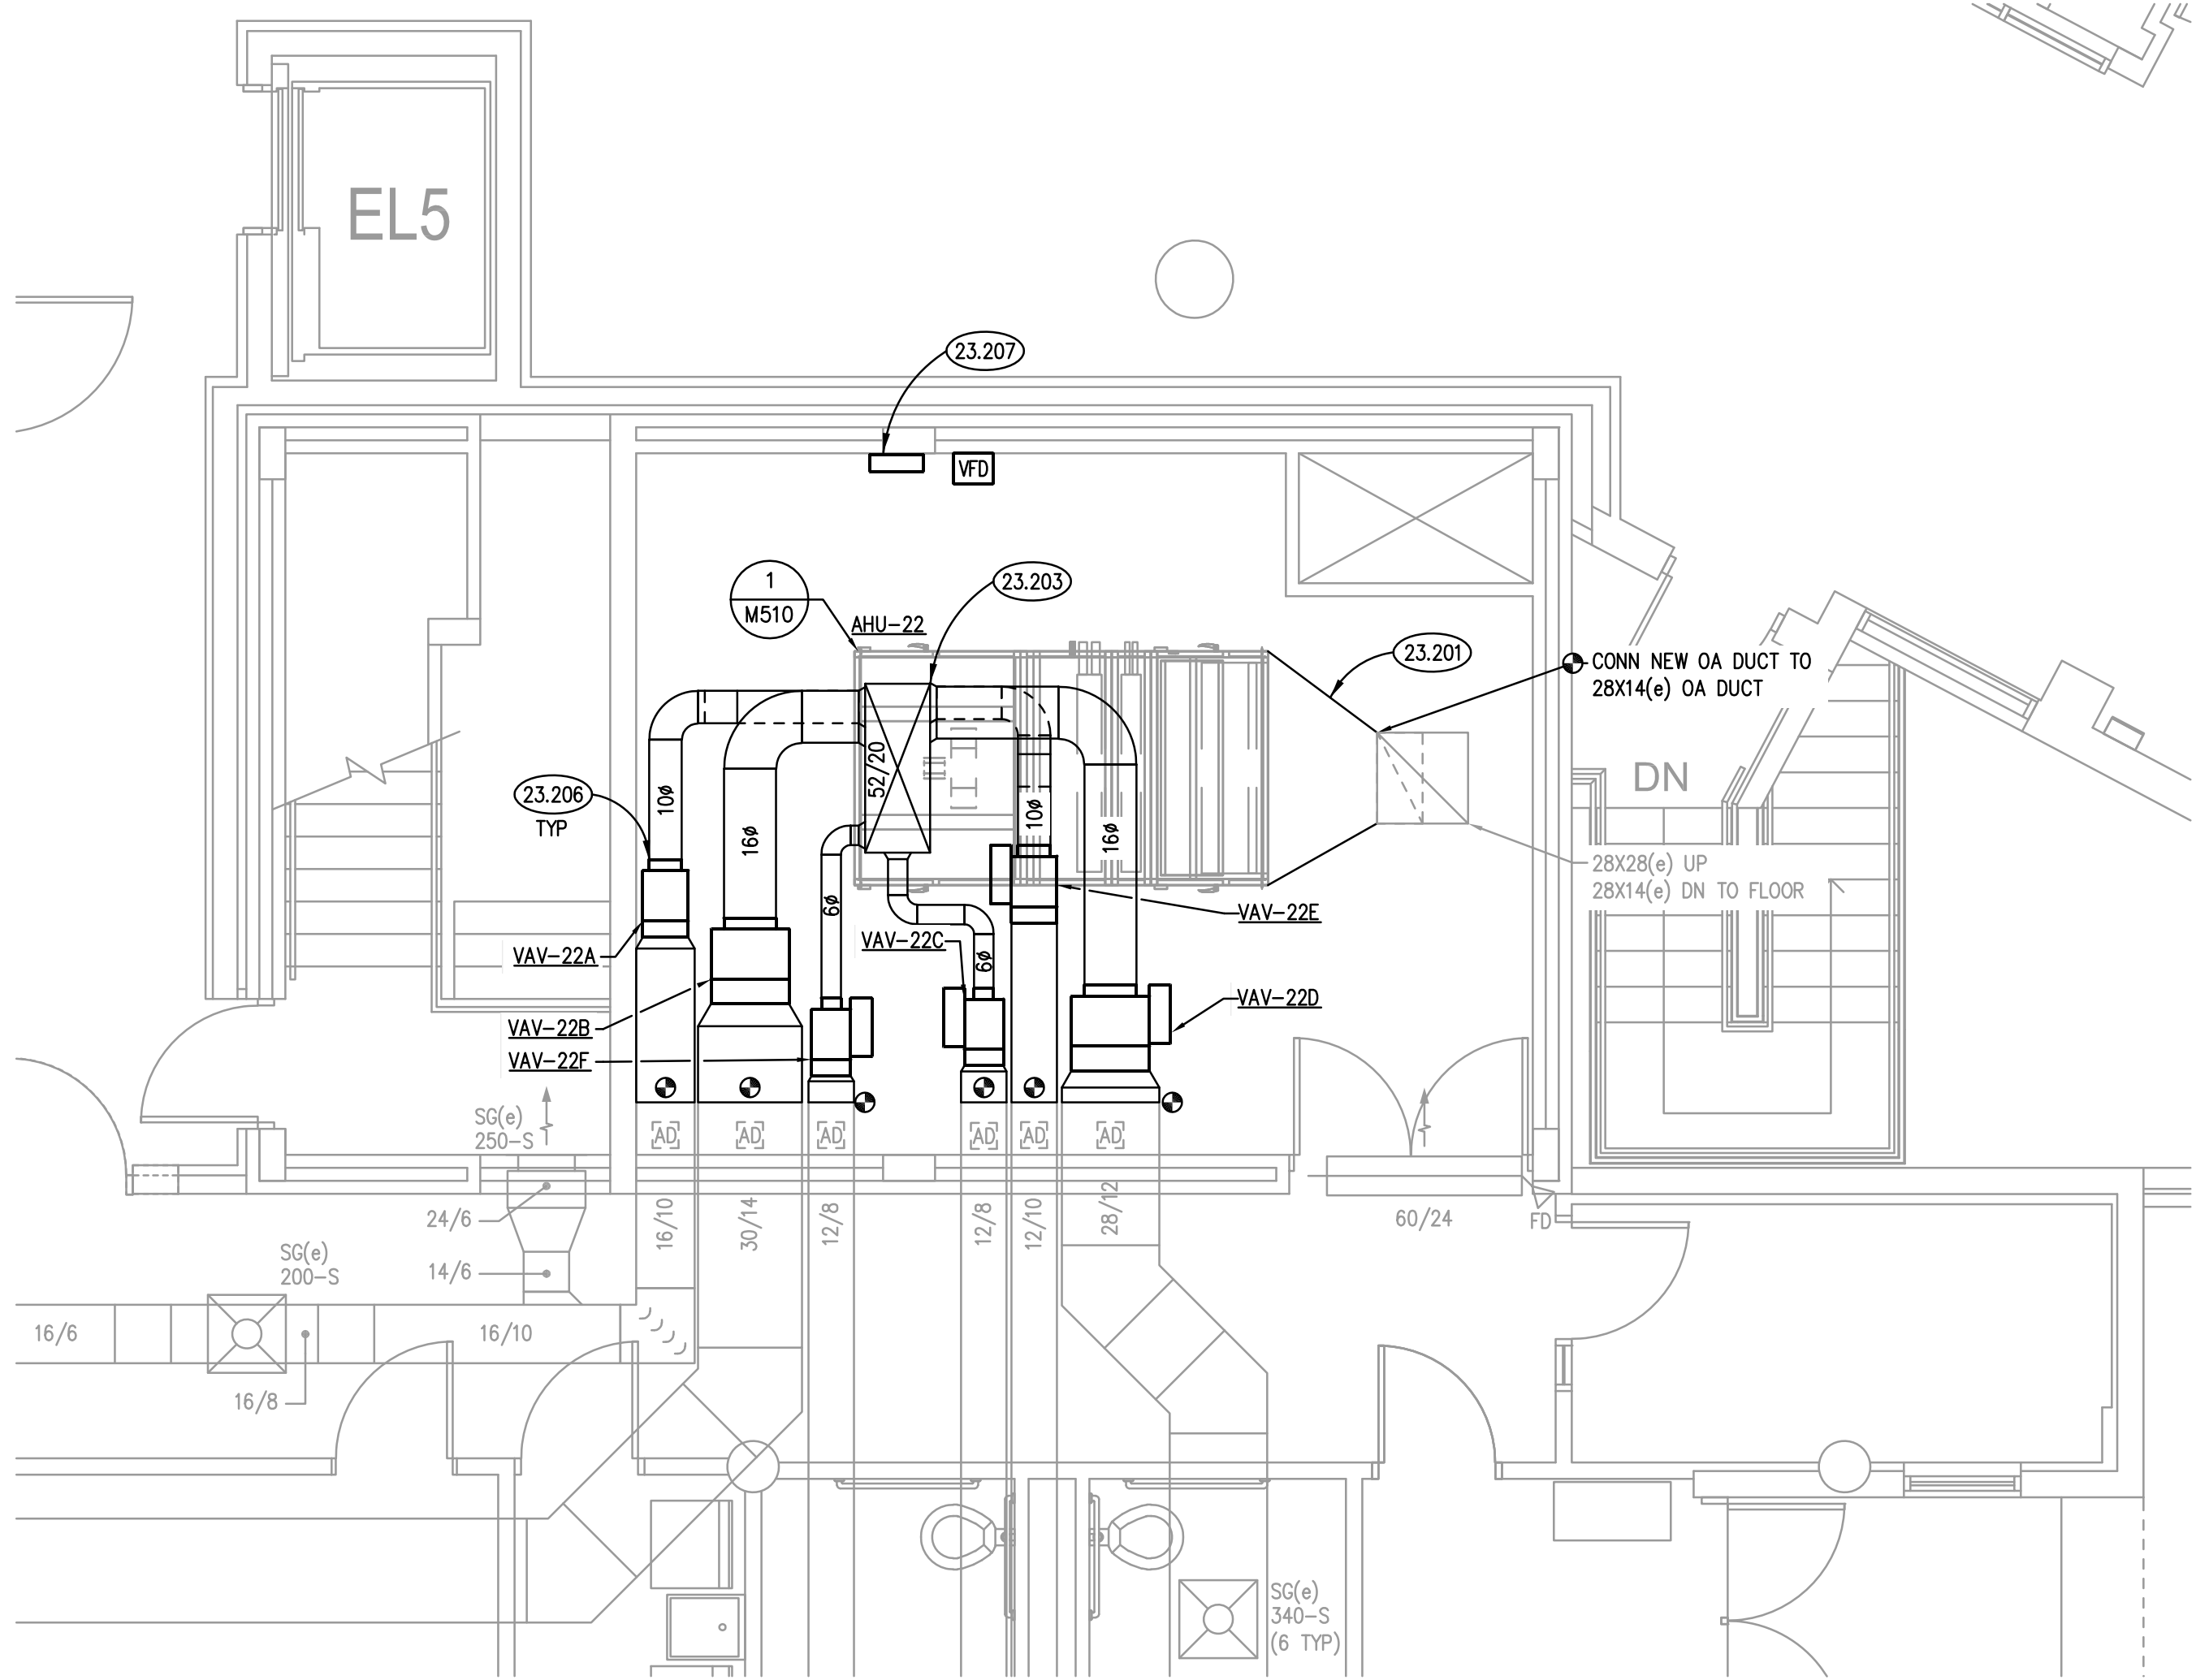 EL5
23.207
VFD
1
M510
AHU-22
23.203
23.201
CONN NEW OA DUCT TO
28X14(e) OA DUCT
52/20
23.206
TYP
10ø
16ø
6ø
10ø
16ø
DN
28X28(e) UP
28X14(e) DN TO FLOOR
VAV-22E
VAV-22C
6ø
VAV-22A
VAV-22D
VAV-22B
VAV-22F
SG(e)
250-S
AD
AD
AD
AD
AD
AD
24/6
16/10
30/14
12/8
12/8
12/10
28/12
60/24
FD
SG(e)
200-S
14/6
16/6
16/10
16/8
SG(e)
340-S
(6 TYP)